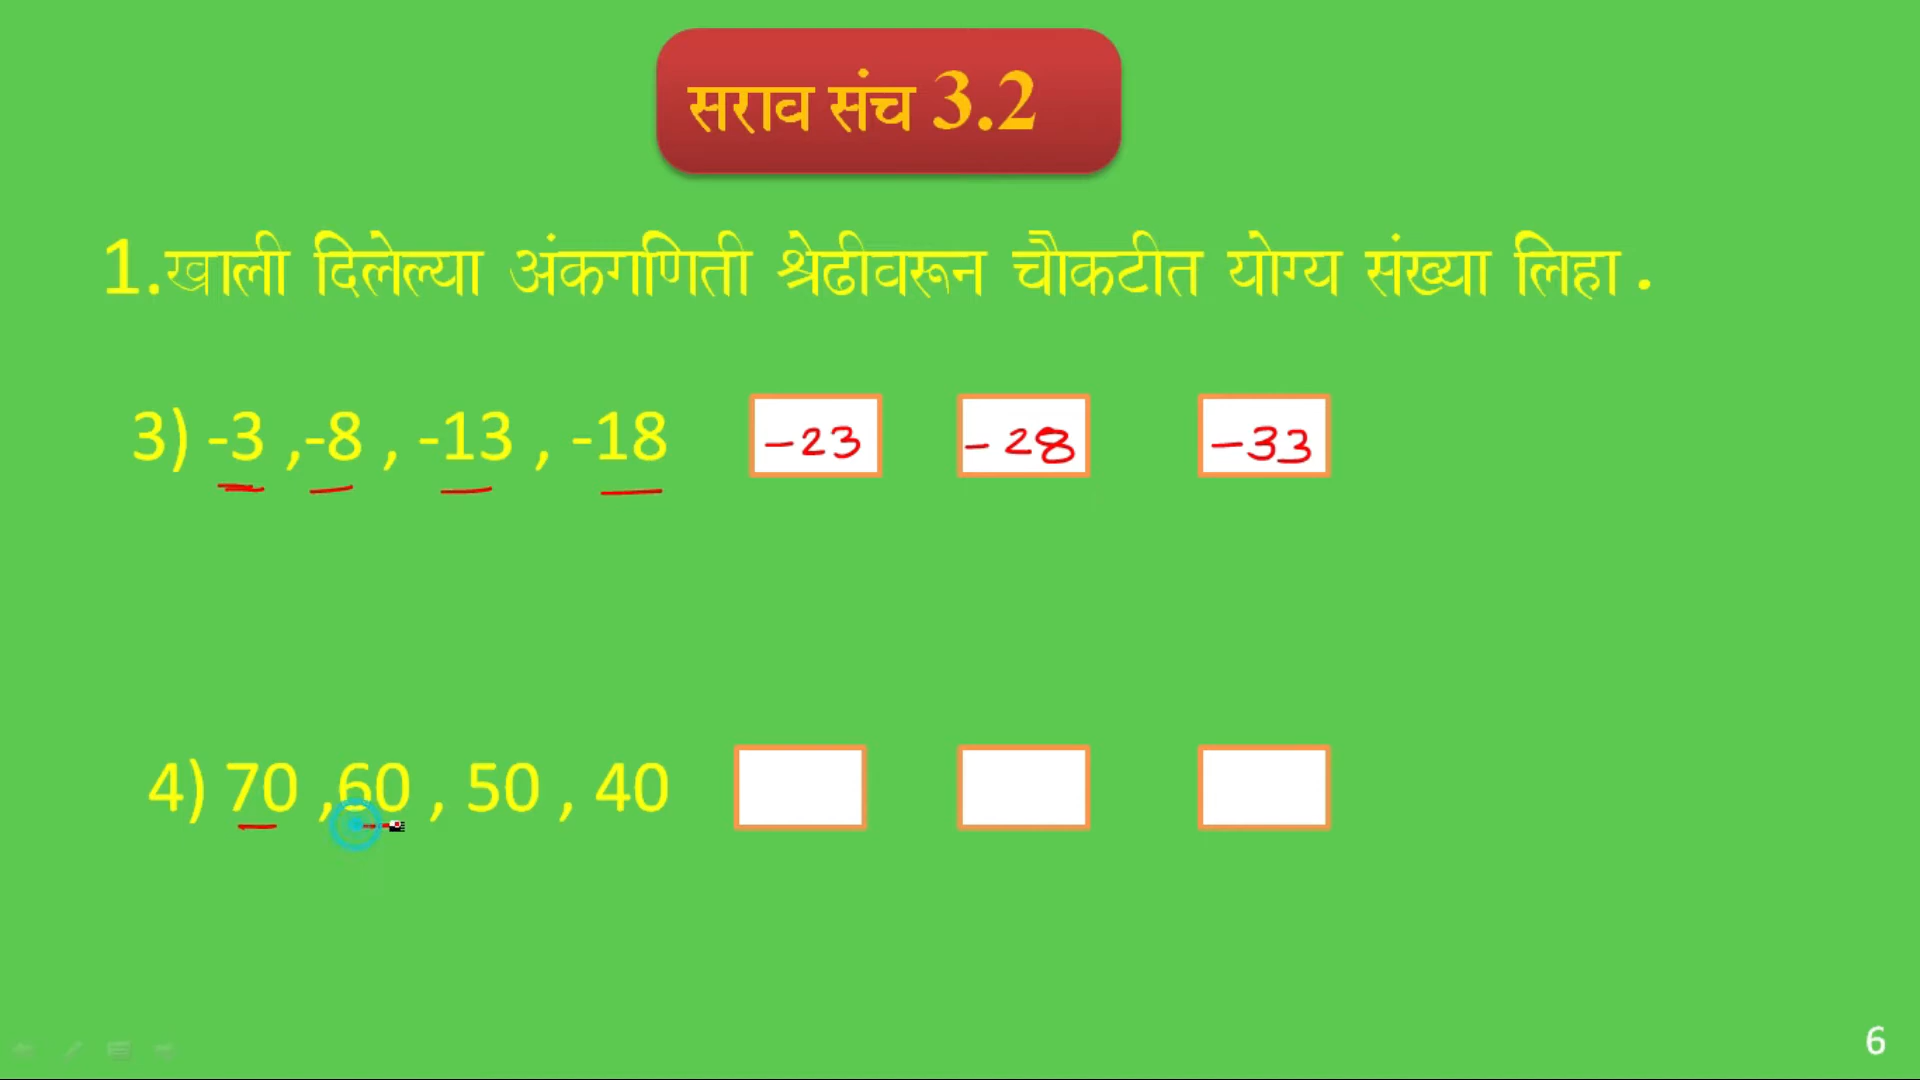 सराव संच 3.2
1.खाली दिलेल्या अंकगणिती श्रेढीवरून चौकटीत योग्य संख्या लिहा .
3) -3 ,-8 , -13 , -18 -23 -28 -33
4) 70 ,60 , 50 , 40
6